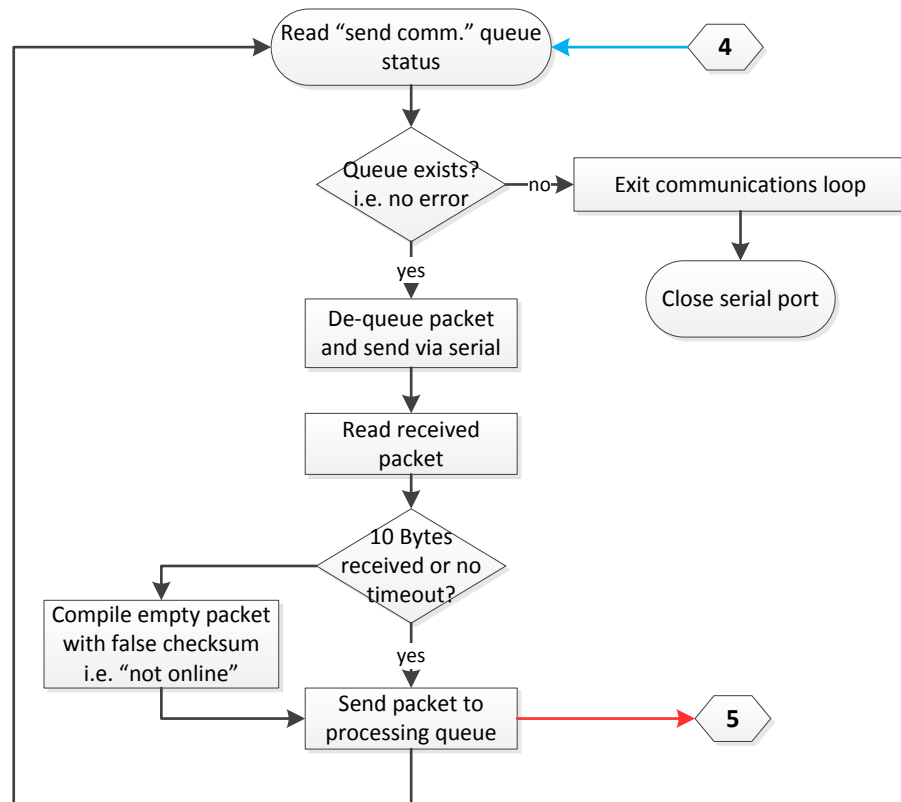 Read “send comm.” queue
status
4
Queue exists?
i.e. no error
no
Exit communications loop
yes
Close serial port
De-queue packet
and send via serial
Read received
packet
10 Bytes
received or no
timeout?
Compile empty packet
with false checksum
i.e. “not online”
yes
Send packet to
processing queue
5